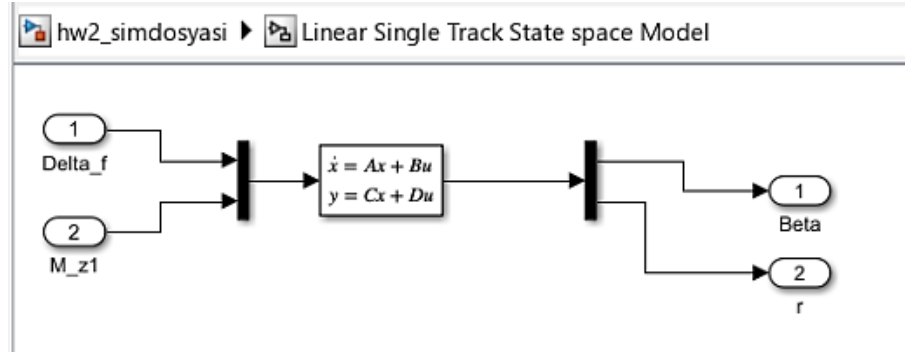 hw2_simdosyasi Linear Single Track State space Model
1
Delta_f
2
M_z1
ẋ = Ax + Bu
y = Cx + Du
1
Beta
2
r